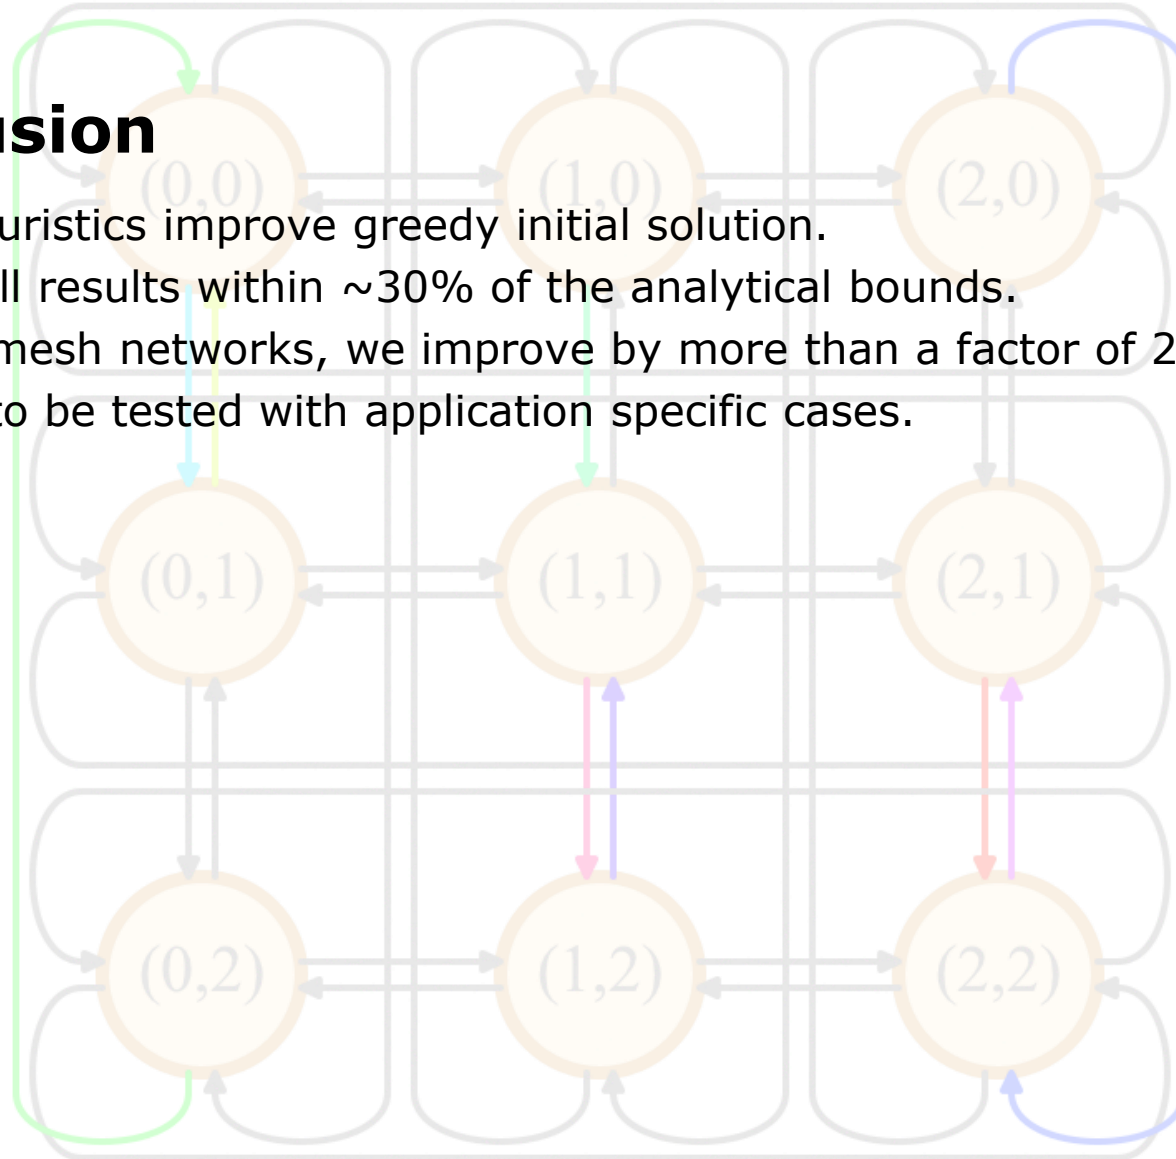 usion
(0,0) (1,0) (2,0)
uristics improve greedy initial solution.
ll results within ~30% of the analytical bounds.
mesh networks, we improve by more than a factor of 2
to be tested with application specific cases.
(0,1) (1,1) (2,1)
(0,2) (1,2) (2,2)